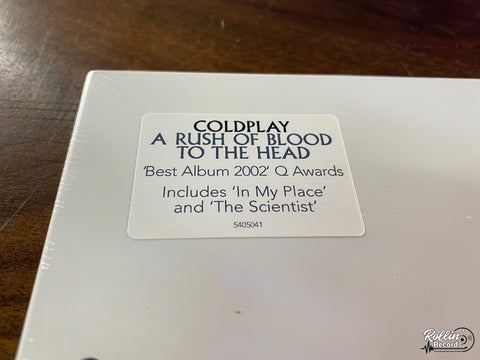 COLDPLAY
A RUSH OF BLOOD
TO THE HEAD
'Best Album 2002' Q Awards
Includes 'In My Place'
and 'The Scientist'
5405041
Rollin'
Records